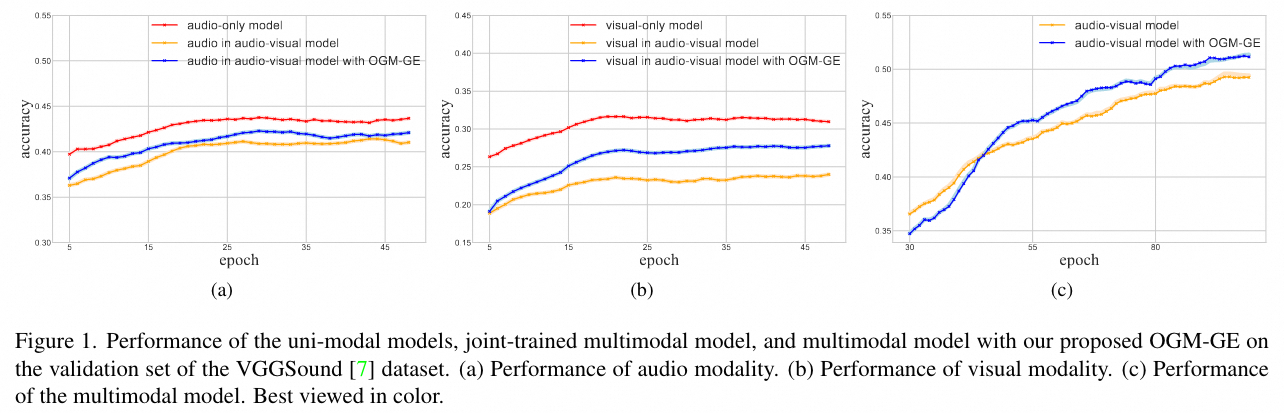 0.55
0.50
0.45
0.40
0.35
0.30
accuracy
audio-only model
audio in audio-visual model
audio in audio-visual model with OGM-GE
5 15 25 35 45
epoch
(a)
0.45
0.40
0.35
0.30
0.25
0.20
0.15
accuracy
visual-only model
visual in audio-visual model
visual in audio-visual model with OGM-GE
5 15 25 35 45
epoch
(b)
0.55
0.50
0.45
0.40
0.35
accuracy
audio-visual model
audio-visual model with OGM-GE
30 55 80
epoch
(c)
Figure 1. Performance of the uni-modal models, joint-trained multimodal model, and multimodal model with our proposed OGM-GE on
the validation set of the VGGSound [7] dataset. (a) Performance of audio modality. (b) Performance of visual modality. (c) Performance
of the multimodal model. Best viewed in color.